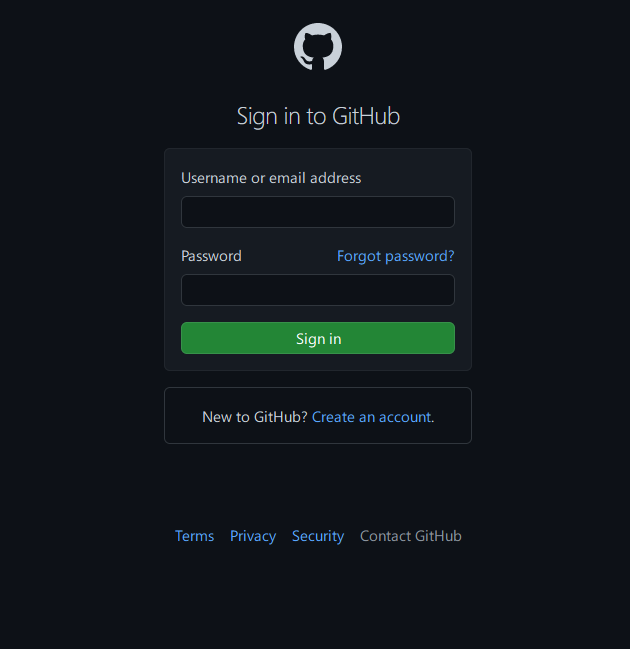 Sign in to GitHub
Username or email address
Password Forgot password?
Sign in
New to GitHub? Create an account.
Terms Privacy Security Contact GitHub